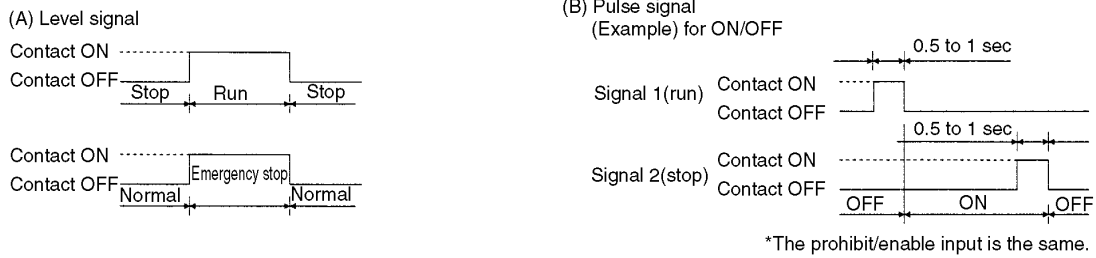 (A) Level signal
Contact ON
Contact OFF
Stop Run Stop
Contact ON
Contact OFF
Emergency stop
Normal Normal
(B) Pulse signal
(Example) for ON/OFF
0.5 to 1 sec
Signal 1(run)
Contact ON
Contact OFF
0.5 to 1 sec
Signal 2(stop)
Contact ON
Contact OFF
OFF ON OFF
*The prohibit/enable input is the same.